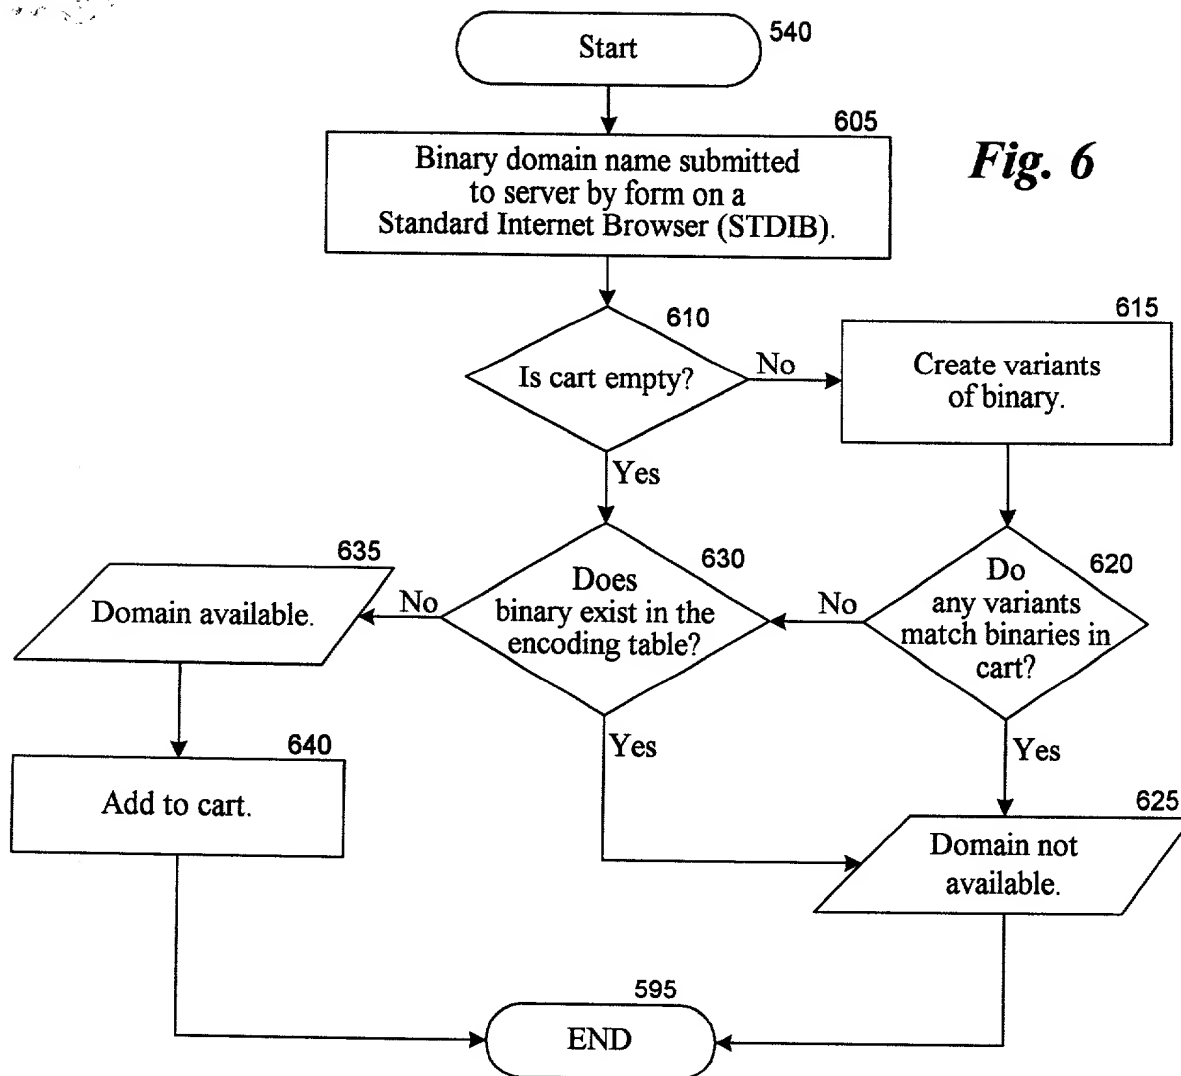 Start
540
605
Binary domain name submitted
to server by form on a
Standard Internet Browser (STDIB).
Fig. 6
610
Is cart empty?
No
615
Create variants
of binary.
Yes
635
Domain available.
No
630
Does
binary exist in the
encoding table?
No
620
Do
any variants
match binaries in
cart?
640
Add to cart.
Yes
Yes
625
Domain not
available.
595
END